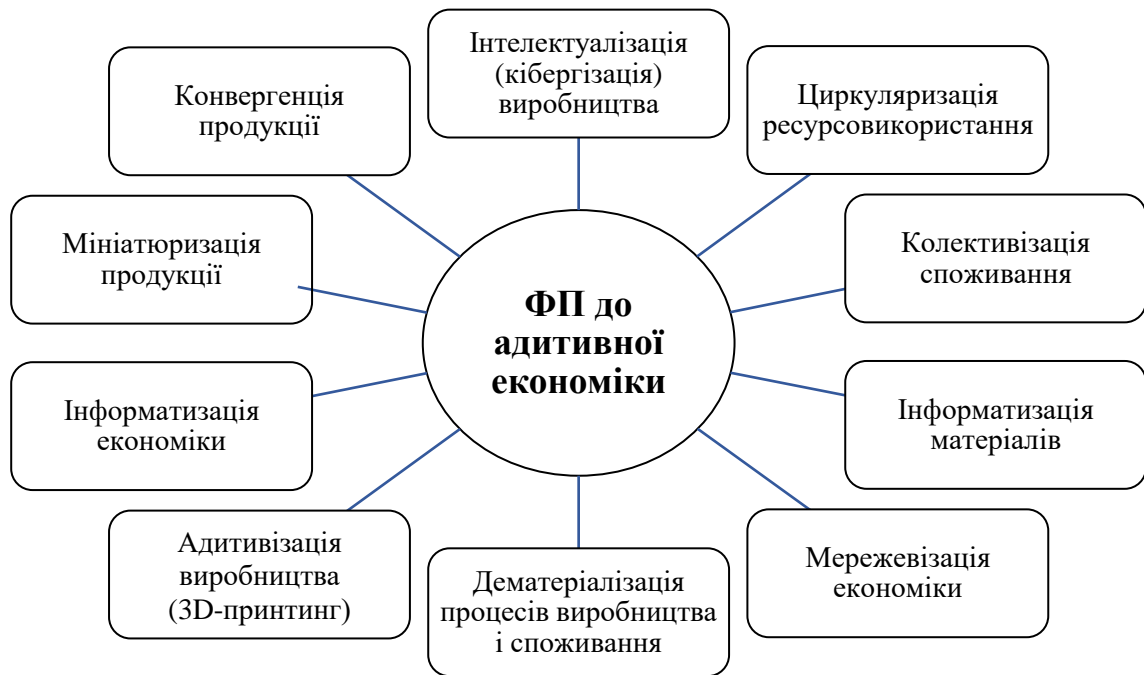 Інтелектуалізація
(кібергізація)
виробництва
Конвергенція
продукції
Циркуляризація
ресурсовикористання
Мініатюризація
продукції
Колективізація
споживання
ФП до
адитивної
економіки
Інформатизація
економіки
Інформатизація
матеріалів
Адитивізація
виробництва
(3D-принтинг)
Дематеріалізація
процесів виробництва
і споживання
Мережевізація
економіки